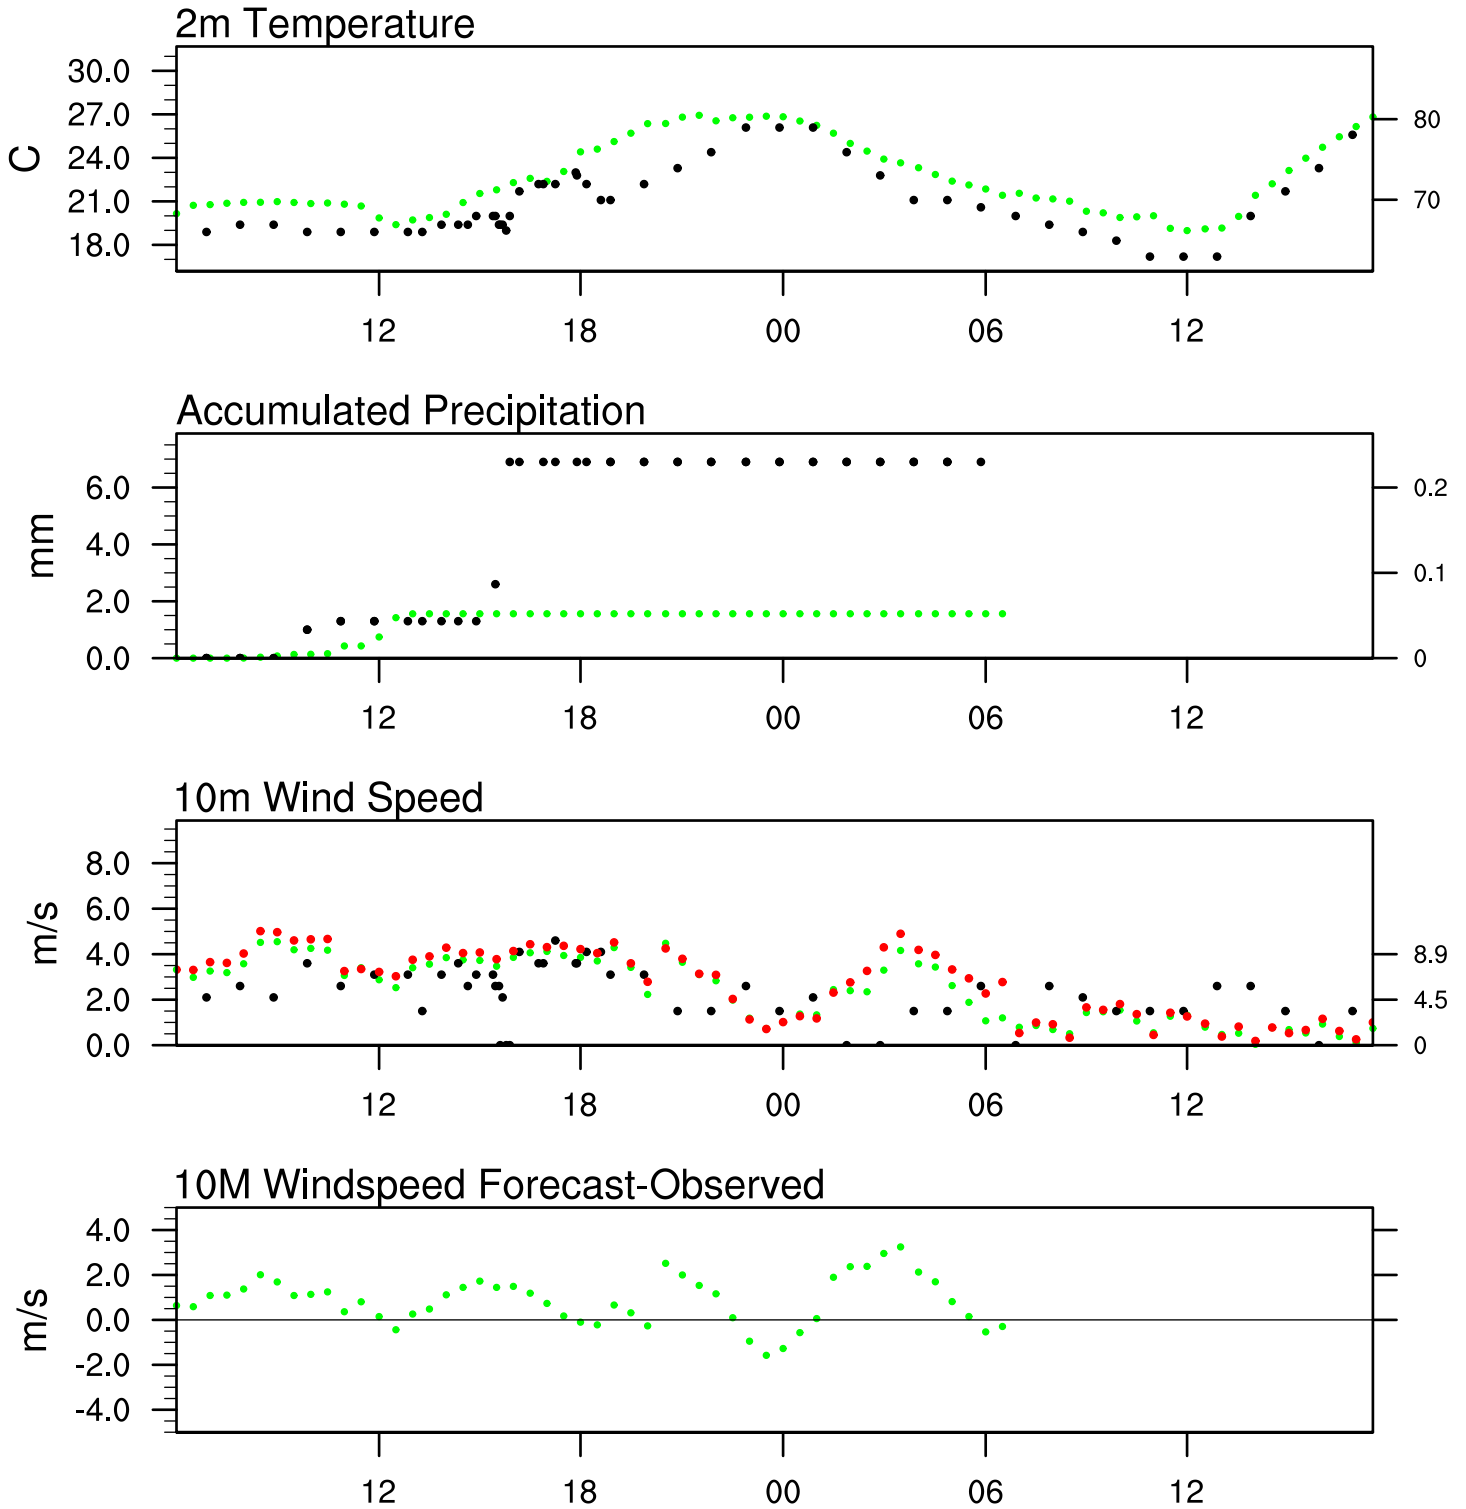 2m Temperature
30.0
27.0
80
24.0
C
21.0
70
18.0
12 18 00 06 12
Accumulated Precipitation
6.0
0.2
4.0
mm
0.1
2.0
0.0
0
12 18 00 06 12
10m Wind Speed
8.0
6.0
4.0
8.9
m/s
2.0
4.5
0.0
0
12 18 00 06 12
10M Windspeed Forecast-Observed
4.0
2.0
0.0
m/s
-2.0
-4.0
12 18 00 06 12